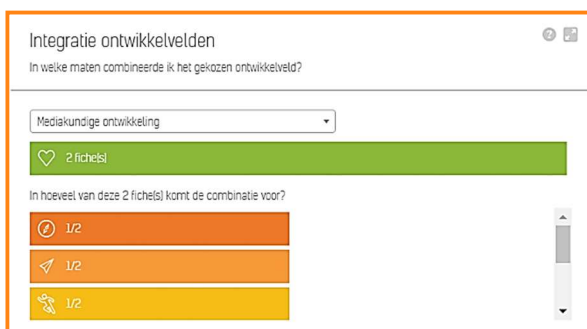 Integratie ontwikkelvelden
In welke maten combineerde ik het gekozen ontwikkelveld?
Mediakundige ontwikkeling
2 fiche(s)
In hoeveel van deze 2 fiche(s) komt de combinatie voor?
1/2
1/2
1/2